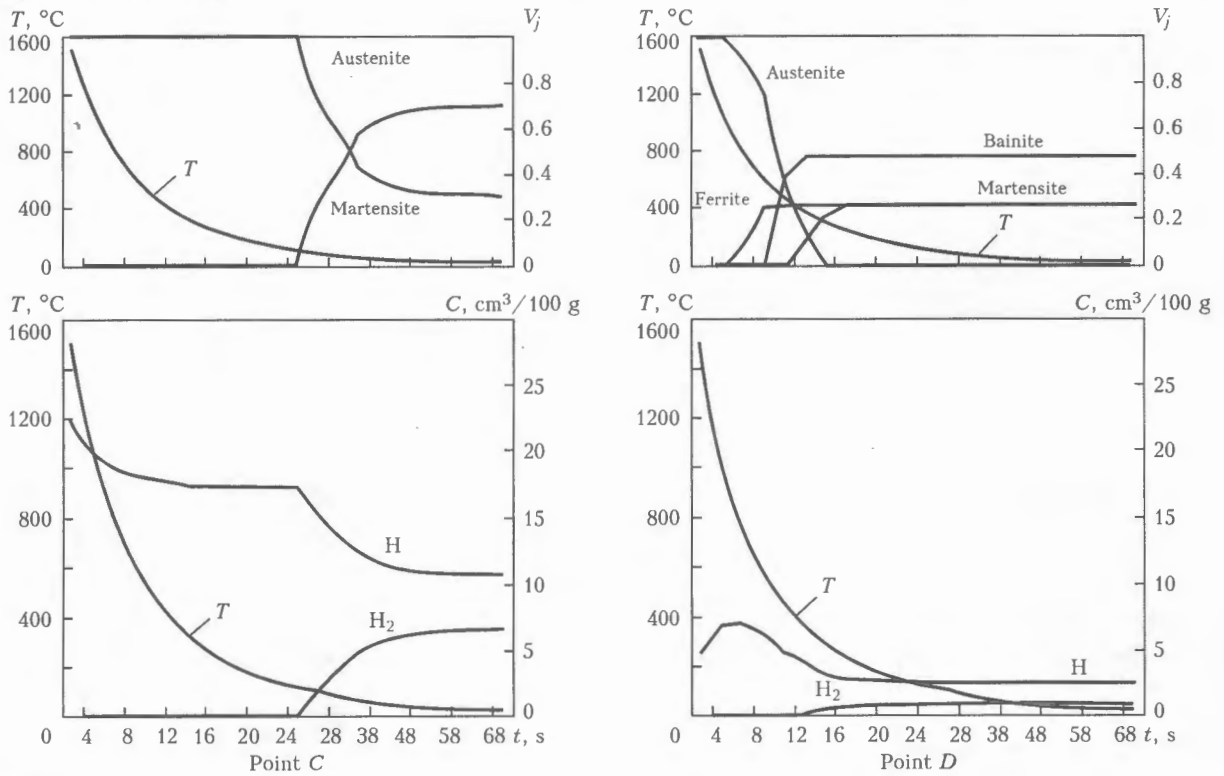 T, °C V_j
1600
Austenite
0.8
1200
0.6
800
T
0.4
400
Martensite
0.2
0
0
T, °C V_j
1600
Austenite
0.8
1200
0.6
Bainite
800
0.4
Ferrite
Martensite
400
0.2
T
0
0
T, °C C, cm³/100 g
1600
25
1200
20
800
15
H
10
T
400
H₂
5
0
0 4 8 12 16 20 24 28 38 48 58 68 t, s
Point C
T, °C C, cm³/100 g
1600
25
1200
20
800
15
10
T
400
5
H
H₂
0
0 4 8 12 20 24 28 38 48 58 68 t, s
Point D